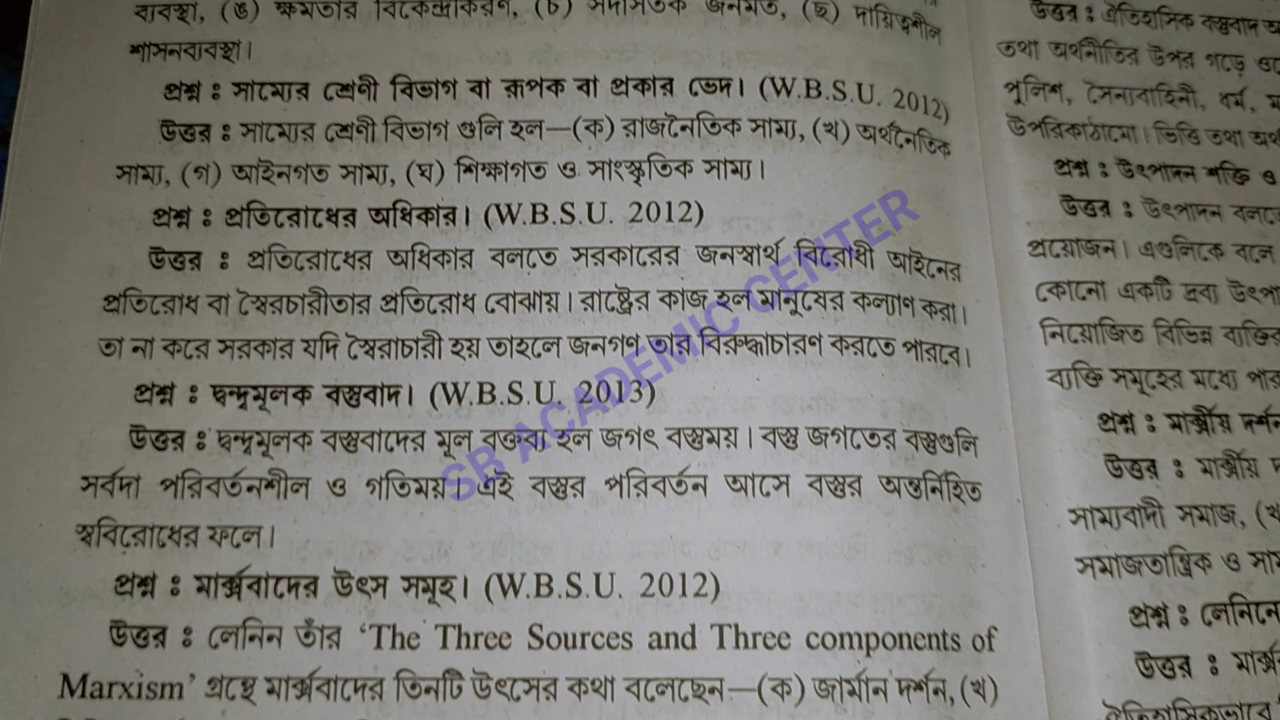 ব্যবস্থা, (ঙ) ক্ষমতার বিকেন্দ্রীকরণ, (চ) সদাসতর্ক জনমত, (ছ) দায়িত্বশীল
শাসনব্যবস্থা।
প্রশ্ন : সাম্যের শ্রেণী বিভাগ বা রূপক বা প্রকার ভেদ। (W.B.S.U. 2012)
উত্তর : সাম্যের শ্রেণী বিভাগ গুলি হল—(ক) রাজনৈতিক সাম্য, (খ) অর্থনৈতিক
সাম্য, (গ) আইনগত সাম্য, (ঘ) শিক্ষাগত ও সাংস্কৃতিক সাম্য।
প্রশ্ন : প্রতিরোধের অধিকার। (W.B.S.U. 2012)
উত্তর : প্রতিরোধের অধিকার বলতে সরকারের জনস্বার্থ বিরোধী আইনের
প্রতিরোধ বা স্বৈরচারীতার প্রতিরোধ বোঝায়। রাষ্ট্রের কাজ হল মানুষের কল্যাণ করা।
তা না করে সরকার যদি স্বৈরাচারী হয় তাহলে জনগণ তার বিরুদ্ধাচারণ করতে পারবে।
প্রশ্ন : দ্বন্দ্বমূলক বস্তুবাদ। (W.B.S.U. 2013)
উত্তর : দ্বন্দ্বমূলক বস্তুবাদের মূল বক্তব্য হল জগৎ বস্তুময়। বস্তু জগতের বস্তুগুলি
সর্বদা পরিবর্তনশীল ও গতিময়। এই বস্তুর পরিবর্তন আসে বস্তুর অন্তর্নিহিত
স্ববিরোধের ফলে।
প্রশ্ন : মার্ক্সবাদের উৎস সমূহ। (W.B.S.U. 2012)
উত্তর : লেনিন তাঁর ‘The Three Sources and Three components of
Marxism’ গ্রন্থে মার্ক্সবাদের তিনটি উৎসের কথা বলেছেন—(ক) জার্মান দর্শন, (খ)
SB ACADEMIC CENTER
উত্তর : ঐতিহাসিক বস্তুবাদ
তথা অর্থনীতির উপর গড়ে
পুলিশ, সৈন্যবাহিনী, ধর্ম,
উপরিকাঠামো। ভিত্তি তথা
প্রশ্ন : উৎপাদন শক্তি ও
উত্তর : উৎপাদন বলতে
প্রয়োজন। এগুলিকে বলে
কোনো একটি দ্রব্য
নিয়োজিত বিভিন্ন ব্যক্তির
ব্যক্তি সমূহের মধ্যে
প্রশ্ন : মার্ক্সীয়
উত্তর : মার্ক্সীয়
সাম্যবাদী সমাজ,
সমাজতান্ত্রিক ও
প্রশ্ন : লেনিনের
উত্তর :